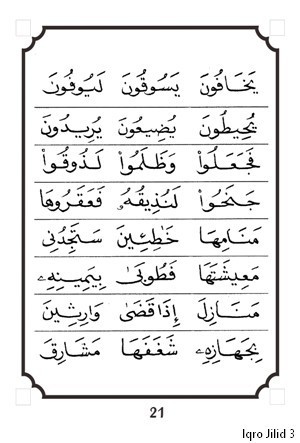 يَخَافُونَ يَسُوقُونَ لَيُوفُونَ
يُحِيطُونَ يُضِيعُونَ يُرِيدُونَ
فَجَعَلُواْ وَظَلَمُواْ لَذُوقُواْ
جَنَحُواْ لَنُذِيقُهُۥ فَعَقَرُوهَا
مَنَامِهَا خَٰطِـِٔينَ سَتَجِدُنِى
مَعِيشَتَهَا فَطُوبَىٰ بِيَمِينِهِۦ
مَنَازِلَ إِذَا قَضَىٰ وَارِثِينَ
بِجَهَازِهِۦ شَغَفَهَا مَشَارِقَ
21
Iqro Jilid 3